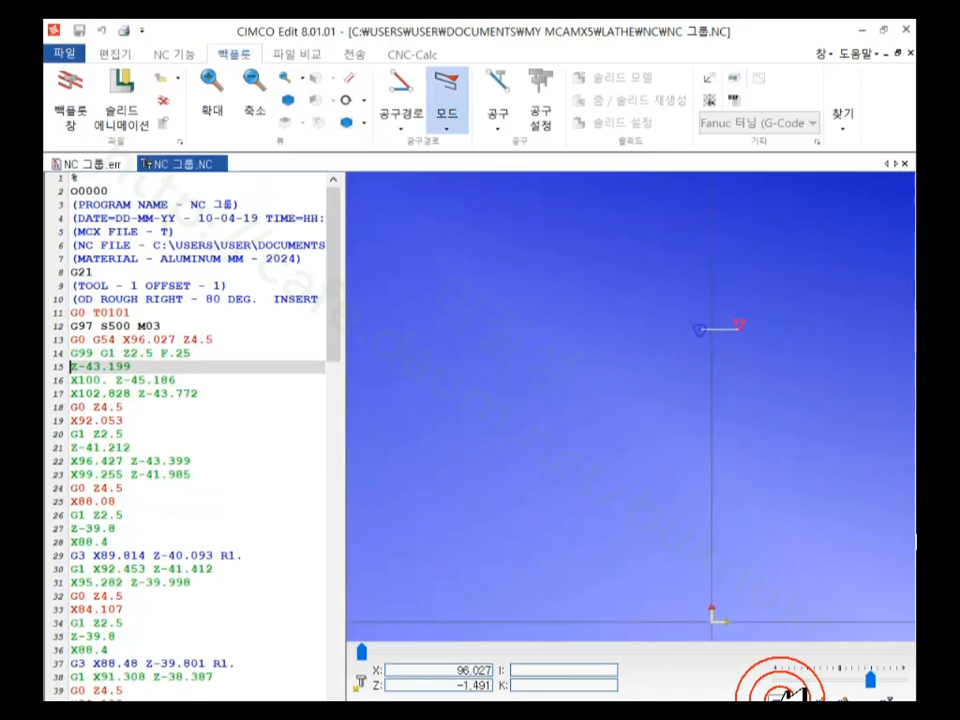 CIMCO Edit 8.01.01 - [C:₩USERS₩USER₩DOCUMENTS₩MY MCAMX5₩LATHE₩NC₩NC 그룹.NC]
파일 편집기 NC 기능 백플롯 파일 비교 전송 CNC-Calc 창 도움말
백플롯 창
솔리드 에니메이션
확대
축소
공구경로
모드
공구
공구 설정
솔리드 모델
줌 / 솔리드 재생성
솔리드 설정
Fanuc 터닝 (G-Code
찾기
파일 뷰 공구경로 공구 솔리드 기타
NC 그룹.err NC 그룹.NC
1 %
2 O0000
3 (PROGRAM NAME - NC 그룹)
4 (DATE=DD-MM-YY - 10-04-19 TIME=HH:
5 (MCX FILE - T)
6 (NC FILE - C:\USERS\USER\DOCUMENTS
7 (MATERIAL - ALUMINUM MM - 2024)
8 G21
9 (TOOL - 1 OFFSET - 1)
10 (OD ROUGH RIGHT - 80 DEG. INSERT
11 G0 T0101
12 G97 S500 M03
13 G0 G54 X96.027 Z4.5
14 G99 G1 Z2.5 F.25
15 Z-43.199
16 X100. Z-45.186
17 X102.828 Z-43.772
18 G0 Z4.5
19 X92.053
20 G1 Z2.5
21 Z-41.212
22 X96.427 Z-43.399
23 X99.255 Z-41.985
24 G0 Z4.5
25 X88.08
26 G1 Z2.5
27 Z-39.8
28 X88.4
29 G3 X89.814 Z-40.093 R1.
30 G1 X92.453 Z-41.412
31 X95.282 Z-39.998
32 G0 Z4.5
33 X84.107
34 G1 Z2.5
35 Z-39.8
36 X88.4
37 G3 X88.48 Z-39.801 R1.
38 G1 X91.308 Z-38.387
39 G0 Z4.5
X: 96.027 I:
Z: -1.491 K: